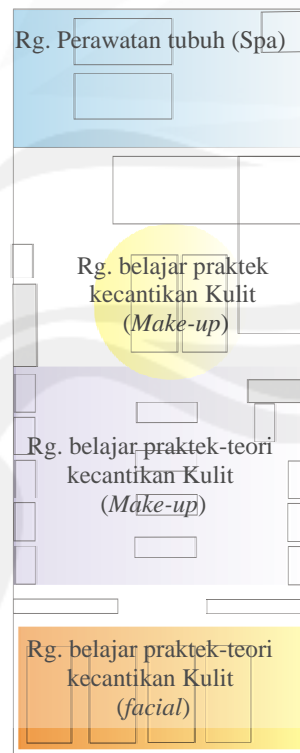 Rg. Perawatan tubuh (Spa)
Rg. belajar praktek
kecantikan Kulit
(Make-up)
Rg. belajar praktek-teori
kecantikan Kulit
(Make-up)
Rg. belajar praktek-teori
kecantikan Kulit
(facial)